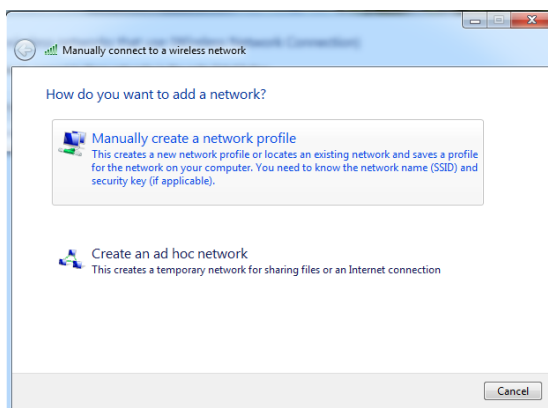 Manually connect to a wireless network
How do you want to add a network?
Manually create a network profile
This creates a new network profile or locates an existing network and saves a profile
for the network on your computer. You need to know the network name (SSID) and
security key (if applicable).
Create an ad hoc network
This creates a temporary network for sharing files or an Internet connection
Cancel